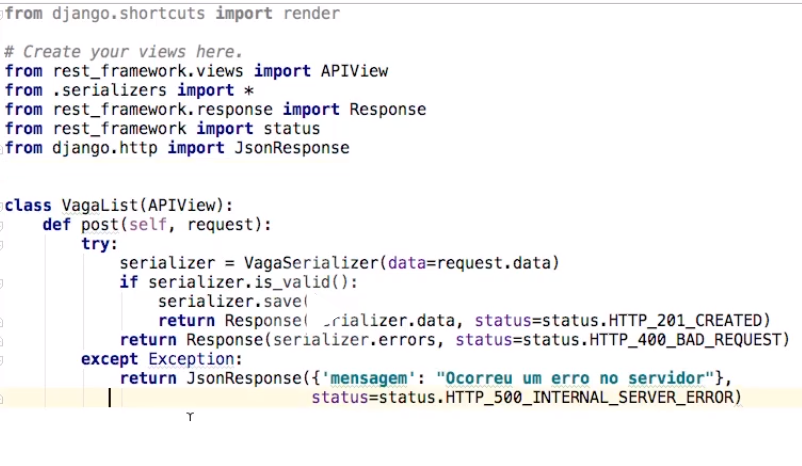 from django.shortcuts import render
# Create your views here.
from rest_framework.views import APIView
from .serializers import *
from rest_framework.response import Response
from rest_framework import status
from django.http import JsonResponse
class VagaList(APIView):
    def post(self, request):
        try:
            serializer = VagaSerializer(data=request.data)
            if serializer.is_valid():
                serializer.save(
                return Response( rializer.data, status=status.HTTP_201_CREATED)
            return Response(serializer.errors, status=status.HTTP_400_BAD_REQUEST)
        except Exception:
            return JsonResponse({'mensagem': "Ocorreu um erro no servidor"},
                                status=status.HTTP_500_INTERNAL_SERVER_ERROR)